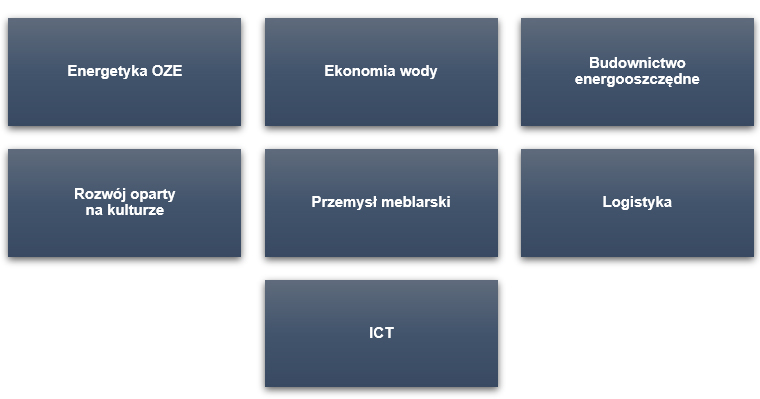 Energetyka OZE
Ekonomia wody
Budownictwo
energooszczędne
Rozwój oparty
na kulturze
Przemysł meblarski
Logistyka
ICT